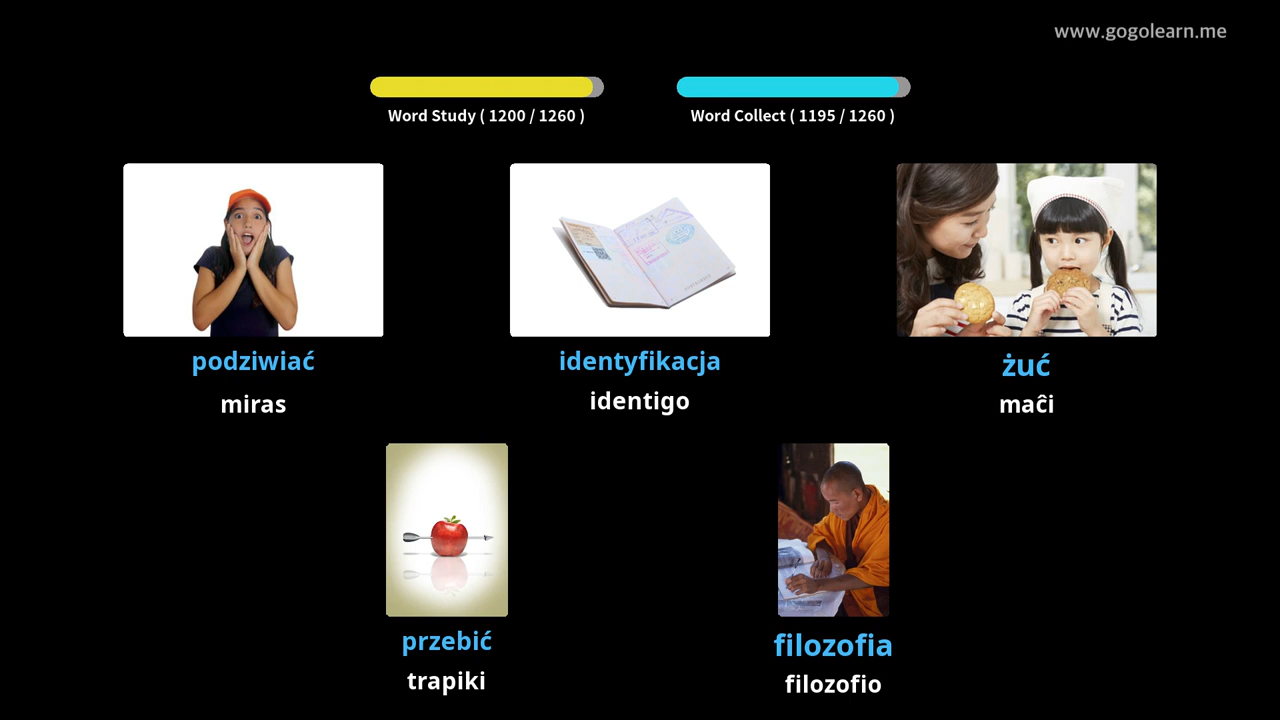 www.gogolearn.me
Word Study ( 1200 / 1260 )
Word Collect ( 1195 / 1260 )
podziwiać
identyfikacja
żuć
miras
identigo
maĉi
przebić
filozofia
trapiki
filozofio